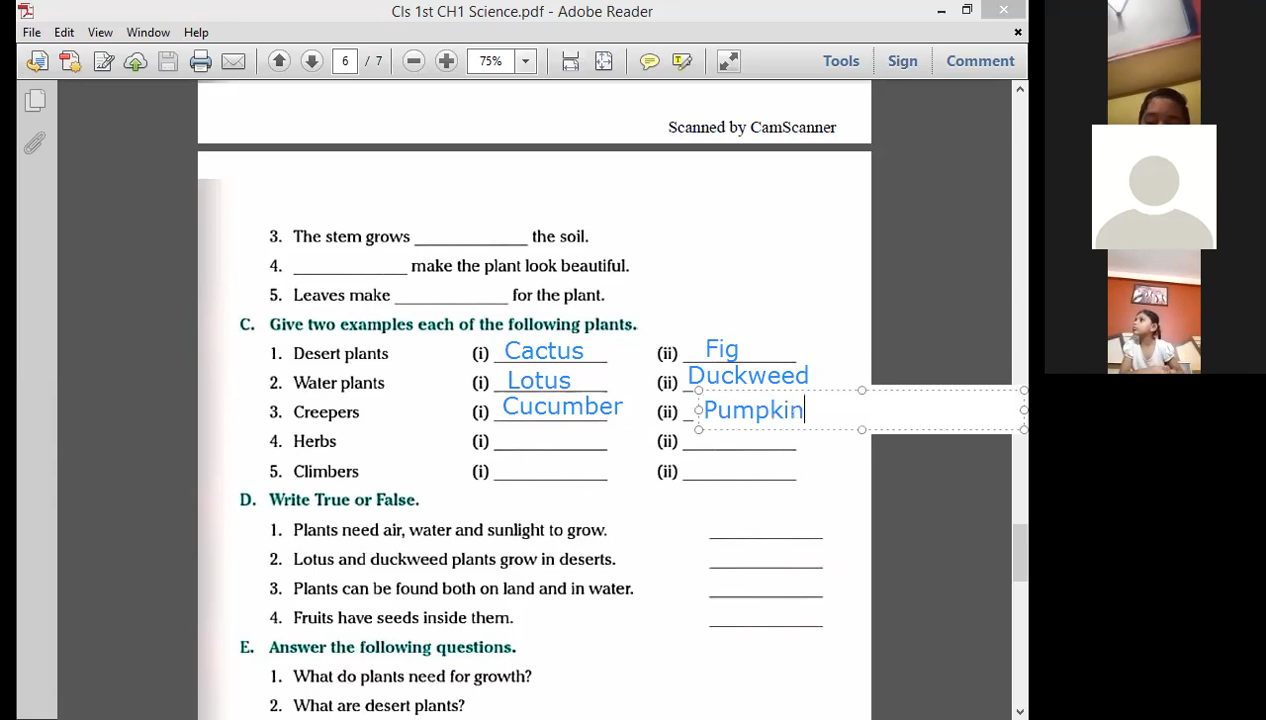 Cls 1st CH1 Science.pdf - Adobe Reader
File Edit View Window Help
6 / 7 75% Tools Sign Comment
Scanned by CamScanner
3. The stem grows ____________ the soil.
4. ____________ make the plant look beautiful.
5. Leaves make ____________ for the plant.
C. Give two examples each of the following plants.
1. Desert plants (i) Cactus (ii) Fig
2. Water plants (i) Lotus (ii) Duckweed
3. Creepers (i) Cucumber (ii) Pumpkin
4. Herbs (i) ____________ (ii) ____________
5. Climbers (i) ____________ (ii) ____________
D. Write True or False.
1. Plants need air, water and sunlight to grow. ____________
2. Lotus and duckweed plants grow in deserts. ____________
3. Plants can be found both on land and in water. ____________
4. Fruits have seeds inside them. ____________
E. Answer the following questions.
1. What do plants need for growth?
2. What are desert plants?